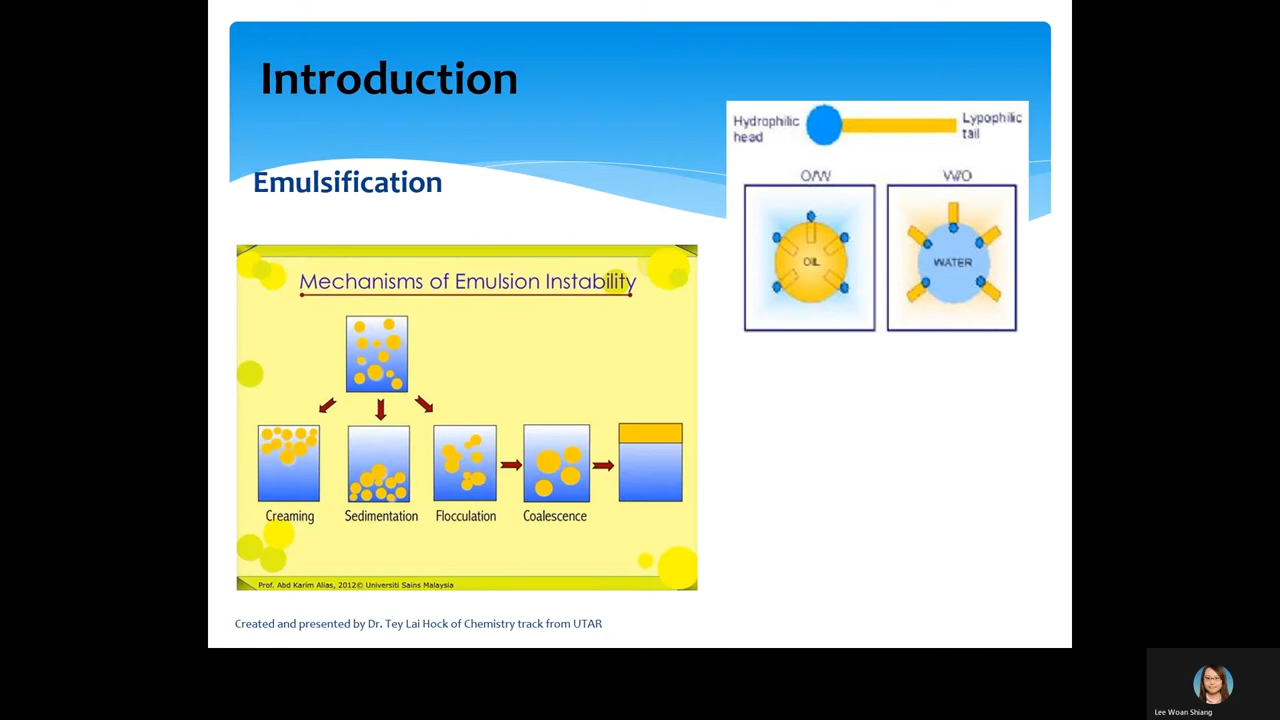 Introduction
Hydrophilic head
Lypophilic tail
Emulsification
O/W
W/O
OIL
WATER
Mechanisms of Emulsion Instability
Creaming
Sedimentation
Flocculation
Coalescence
Prof. Abd Karim Alias, 2012© Universiti Sains Malaysia
Created and presented by Dr. Tey Lai Hock of Chemistry track from UTAR
Lee Woan Shiang